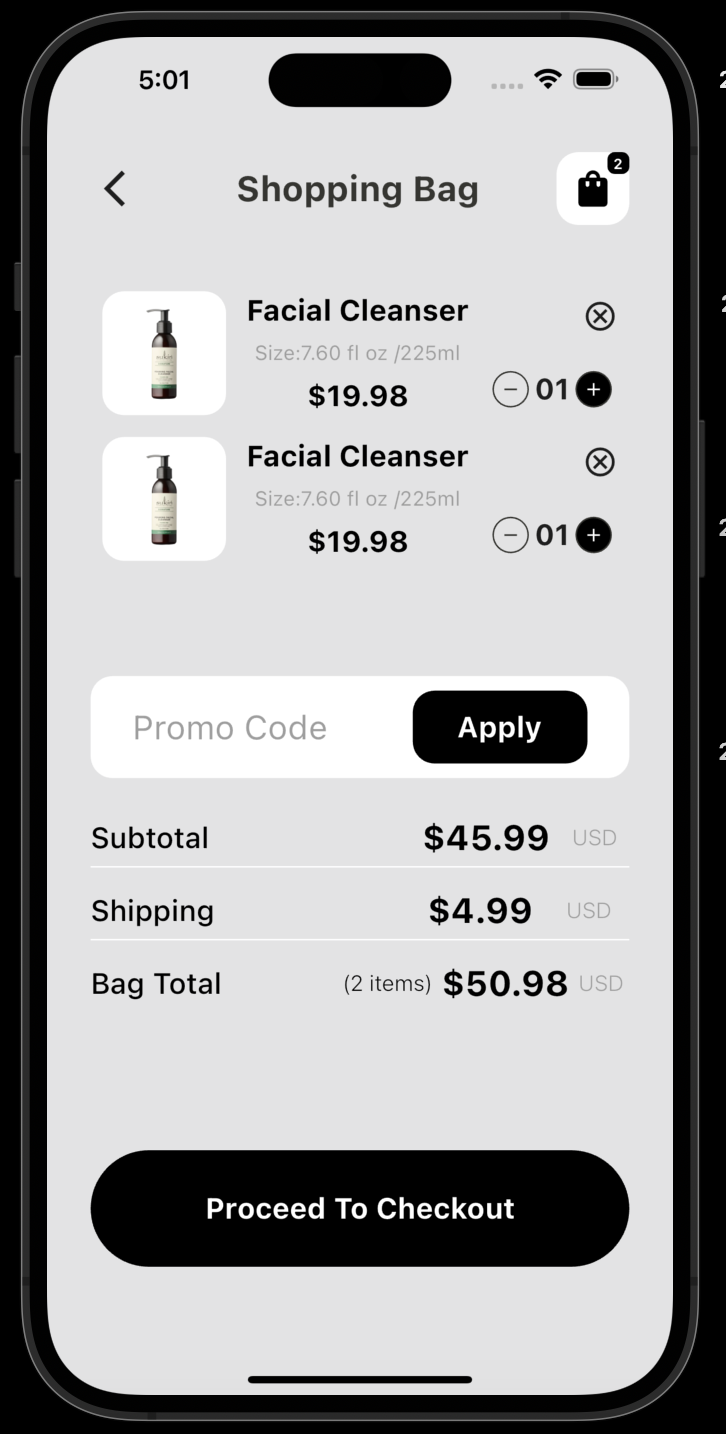 5:01
Shopping Bag
2
Facial Cleanser
Size:7.60 fl oz /225ml
$19.98
01
Facial Cleanser
Size:7.60 fl oz /225ml
$19.98
01
Promo Code
Apply
Subtotal $45.99 USD
Shipping $4.99 USD
Bag Total (2 items) $50.98 USD
Proceed To Checkout